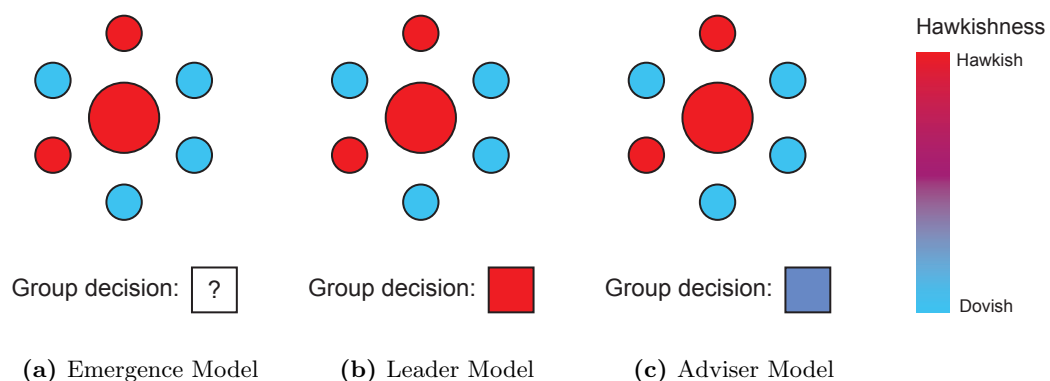 Hawkishness
Hawkish
Dovish
Group decision: ?
Group decision:
Group decision:
(a) Emergence Model
(b) Leader Model
(c) Adviser Model